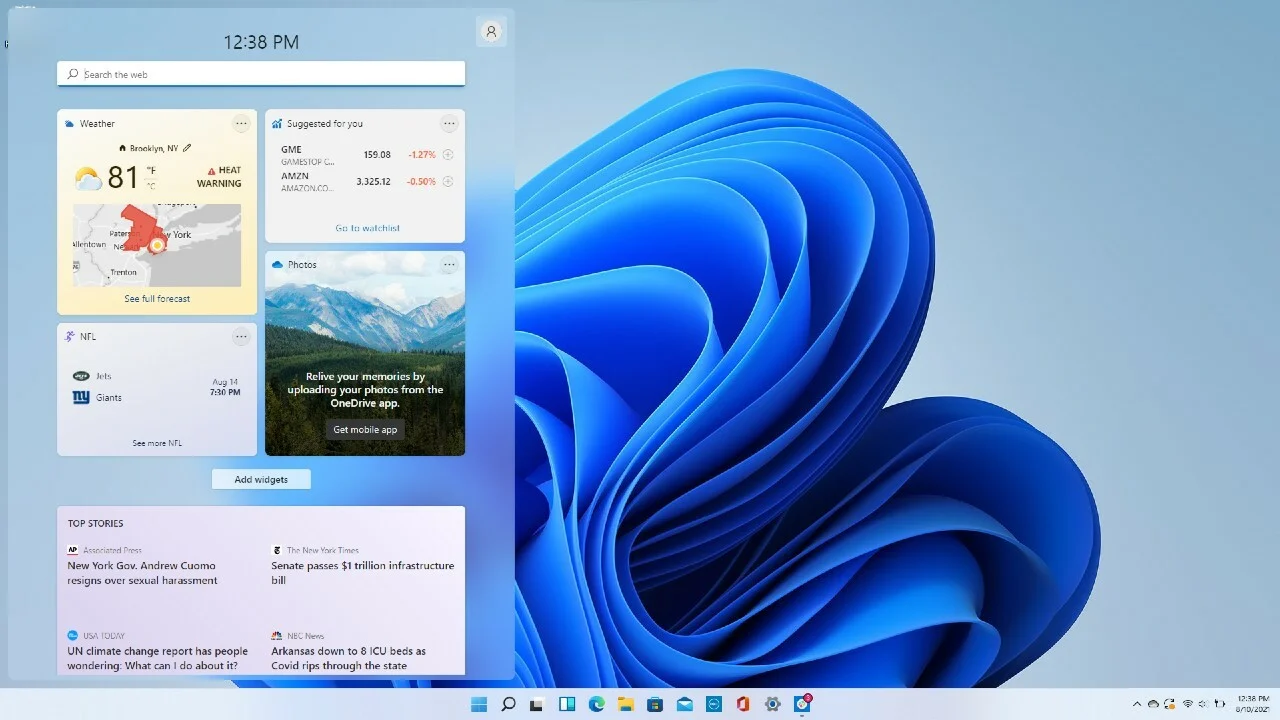 12:38 PM
Search the web
Weather
Brooklyn, NY
81 °F
°C
HEAT
WARNING
Paterson
New York
Allentown
Trenton
See full forecast
Suggested for you
GME 159.08 -1.27%
GAMESTOP C...
AMZN 3,325.12 -0.50%
AMAZON.CO...
Go to watchlist
NFL
Jets
Giants
Aug 14
7:30 PM
See more NFL
Photos
Relive your memories by
uploading your photos from the
OneDrive app.
Get mobile app
Add widgets
TOP STORIES
AP Associated Press
New York Gov. Andrew Cuomo
resigns over sexual harassment
The New York Times
Senate passes $1 trillion infrastructure
bill
USA TODAY
UN climate change report has people
wondering: What can I do about it?
NBC News
Arkansas down to 8 ICU beds as
Covid rips through the state
12:38 PM
8/10/2021